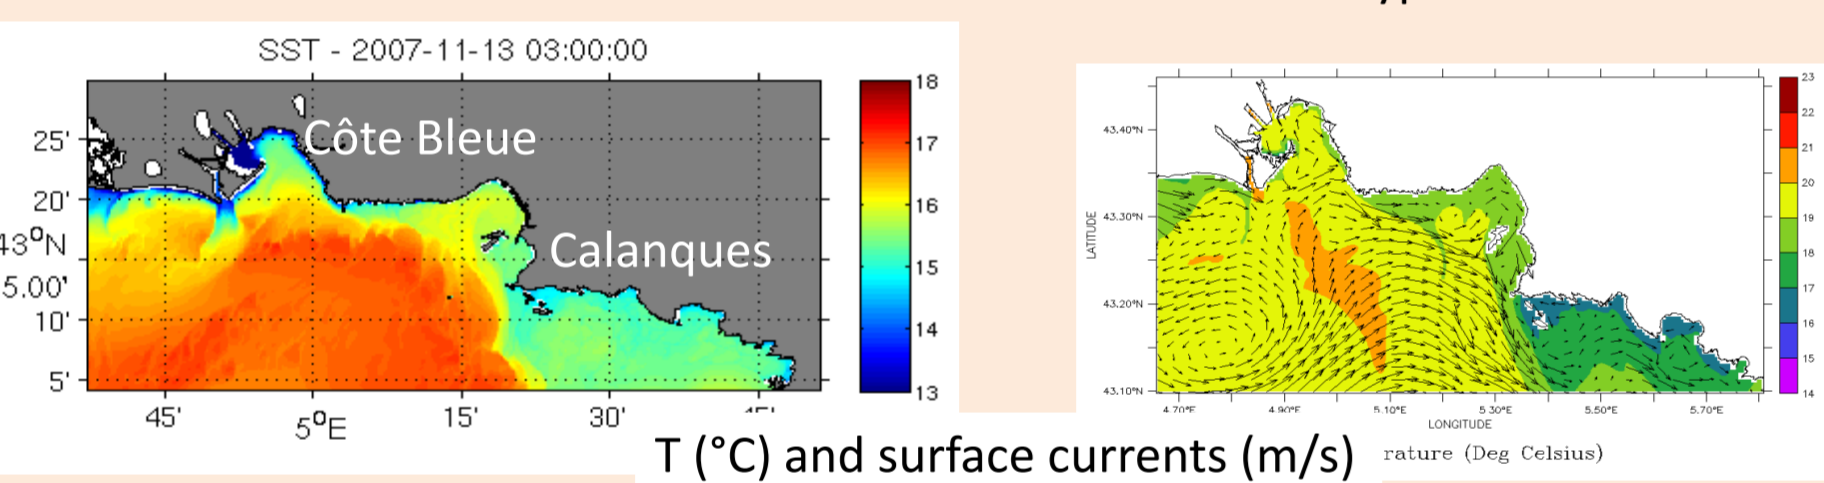 SST - 2007-11-13 03:00:00
Côte Bleue
Calanques
25'
20'
43°N
5.00'
10'
5'
45'
5°E
15'
30'
18
17
16
15
14
13
43.40°N
43.30°N
43.20°N
43.10°N
LATITUDE
4.70°E
4.90°E
5.10°E
5.30°E
5.50°E
5.70°E
LONGITUDE
23
22
21
20
19
18
17
16
15
14
T (°C) and surface currents (m/s)
rature (Deg Celsius)